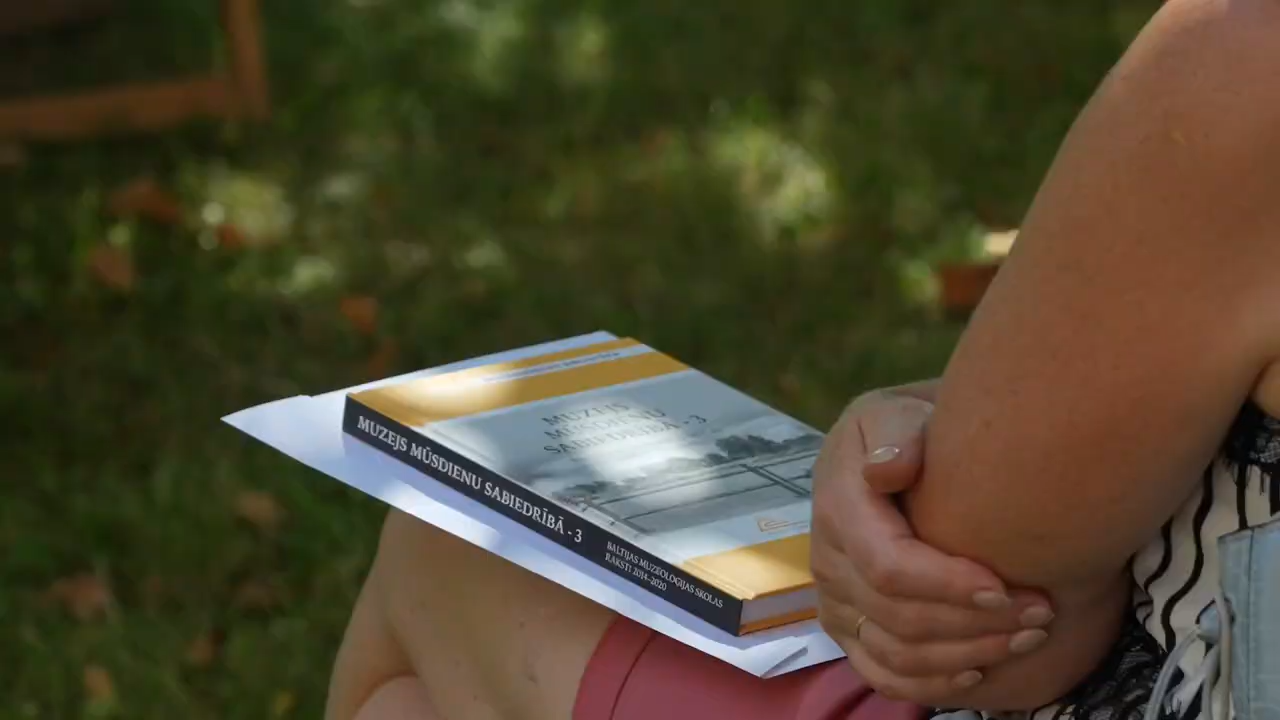 MUZEJS
MŪSDIENU
SABIEDRĪBĀ - 3
MUZEJS MŪSDIENU SABIEDRĪBĀ - 3
BALTIJAS MUZEOLOĢIJAS SKOLAS
RAKSTI 2014–2020